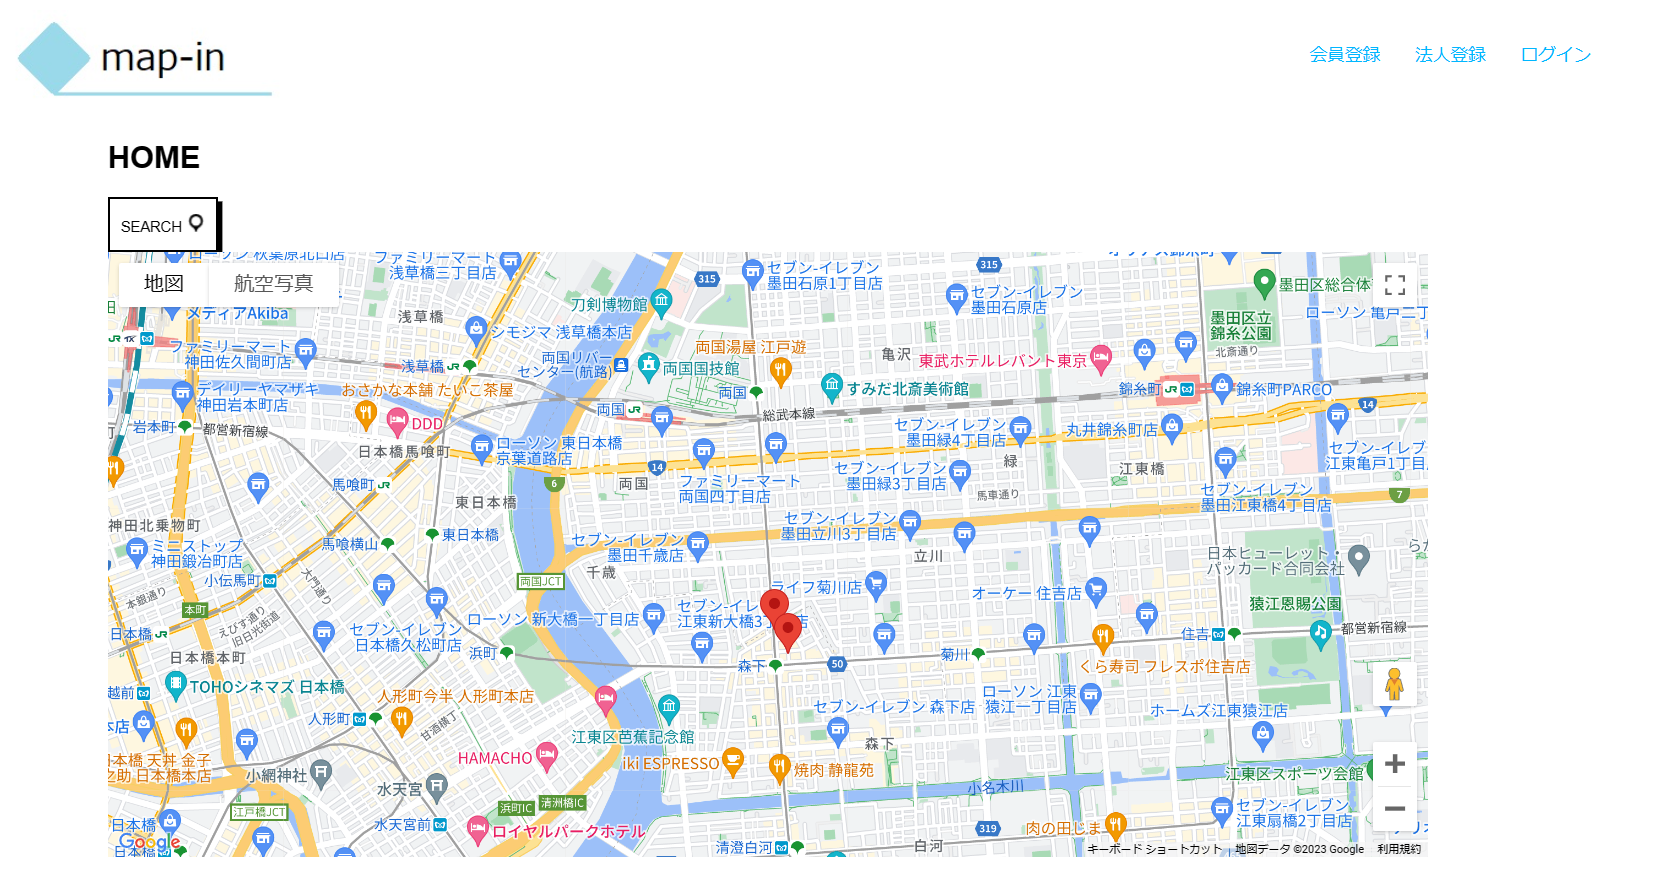 map-in
会員登録
法人登録
ログイン
HOME
SEARCH
地図
航空写真
ファミリーマート
浅草橋三丁目店
315
セブン-イレブン
墨田石原1丁目店
315
セブン-イレブン
墨田石原店
墨田区総合体
墨田区立
錦糸公園
北斎通り
刀剣博物館
浅草橋
メディアAkiba
シモジマ 浅草橋本店
ファミリーマート
神田佐久間町店
浅草橋
両国リバー
センター(航路)
両国国技館
両国湯屋 江戸遊
亀沢
東武ホテルレバント東京
デイリーヤマザキ
神田岩本町店
おさかな本舗 たいこ茶屋
両国
両国
すみだ北斎美術館
錦糸町
錦糸町PARCO
14
総武本線
岩本町
都営新宿線
DDD
日本橋馬喰町
ローソン 東日本橋
京葉道路店
セブン-イレブン
墨田緑4丁目店
丸井錦糸町店
緑
江東橋
セブン-イレブ
江東亀戸1丁目
14
6
両国
ファミリーマート
両国四丁目店
セブン-イレブン
墨田緑3丁目店
馬車通り
セブン-イレブン
墨田江東橋4丁目店
7
馬喰町
東日本橋
神田北乗物町
馬喰横山
東日本橋
セブン-イレブン
墨田千歳店
セブン-イレブン
墨田立川3丁目店
立川
日本ヒューレット・
パッカード合同会社
ミニストップ
神田鍛冶町店
小伝馬町
大門通り
両国JCT
千歳
ライフ菊川店
オーケー 住吉店
猿江恩賜公園
本銀通り
本町
えびす通り
旧日光街道
日本橋
セブン-イレブン
日本橋久松町店
ローソン 新大橋一丁目店
セブン-イレ
江東区新大橋3丁目店
浜町
森下
50
菊川
住吉
都営新宿線
日本橋本町
くら寿司 フレスポ住吉店
越前
TOHOシネマズ 日本橋
人形町今半 人形町本店
人形町
甘酒横丁
江東区芭蕉記念館
セブン-イレブン 森下店
ローソン 江東
猿江一丁目店
ホームズ江東猿江店
森下
日本橋 天丼 金子
之助 日本橋本店
小網神社
HAMACHO
iki ESPRESSO
焼肉 静龍苑
水天宮
小名木川
江東区スポーツ会館
江戸橋JCT
浜町IC
清洲橋IC
日本橋
水天宮前
ロイヤルパークホテル
清澄白河
白河
319
肉の田じま
セブン-イレブン
江東扇橋2丁目店
Google
キーボード ショートカット
地図データ ©2023 Google
利用規約